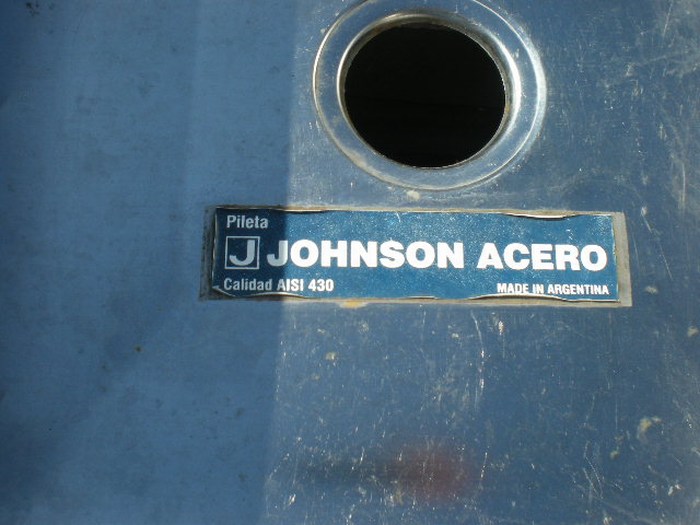 Pileta
J JOHNSON ACERO
Calidad AISI 430 MADE IN ARGENTINA